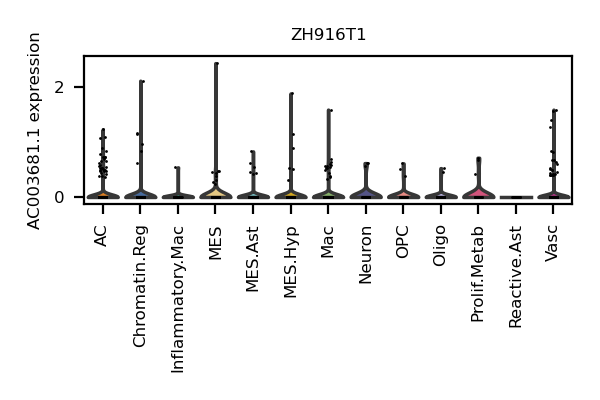 ZH916T1
AC003681.1 expression
2
0
AC
Chromatin.Reg
Inflammatory.Mac
MES
MES.Ast
MES.Hyp
Mac
Neuron
OPC
Oligo
Prolif.Metab
Reactive.Ast
Vasc